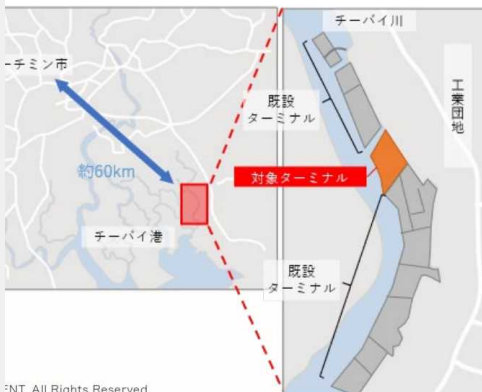 ーチミン市
約60km
チーバイ港
チーバイ川
既設
ターミナル
工業団地
対象ターミナル
既設
ターミナル
ENT. All Rights Reserved